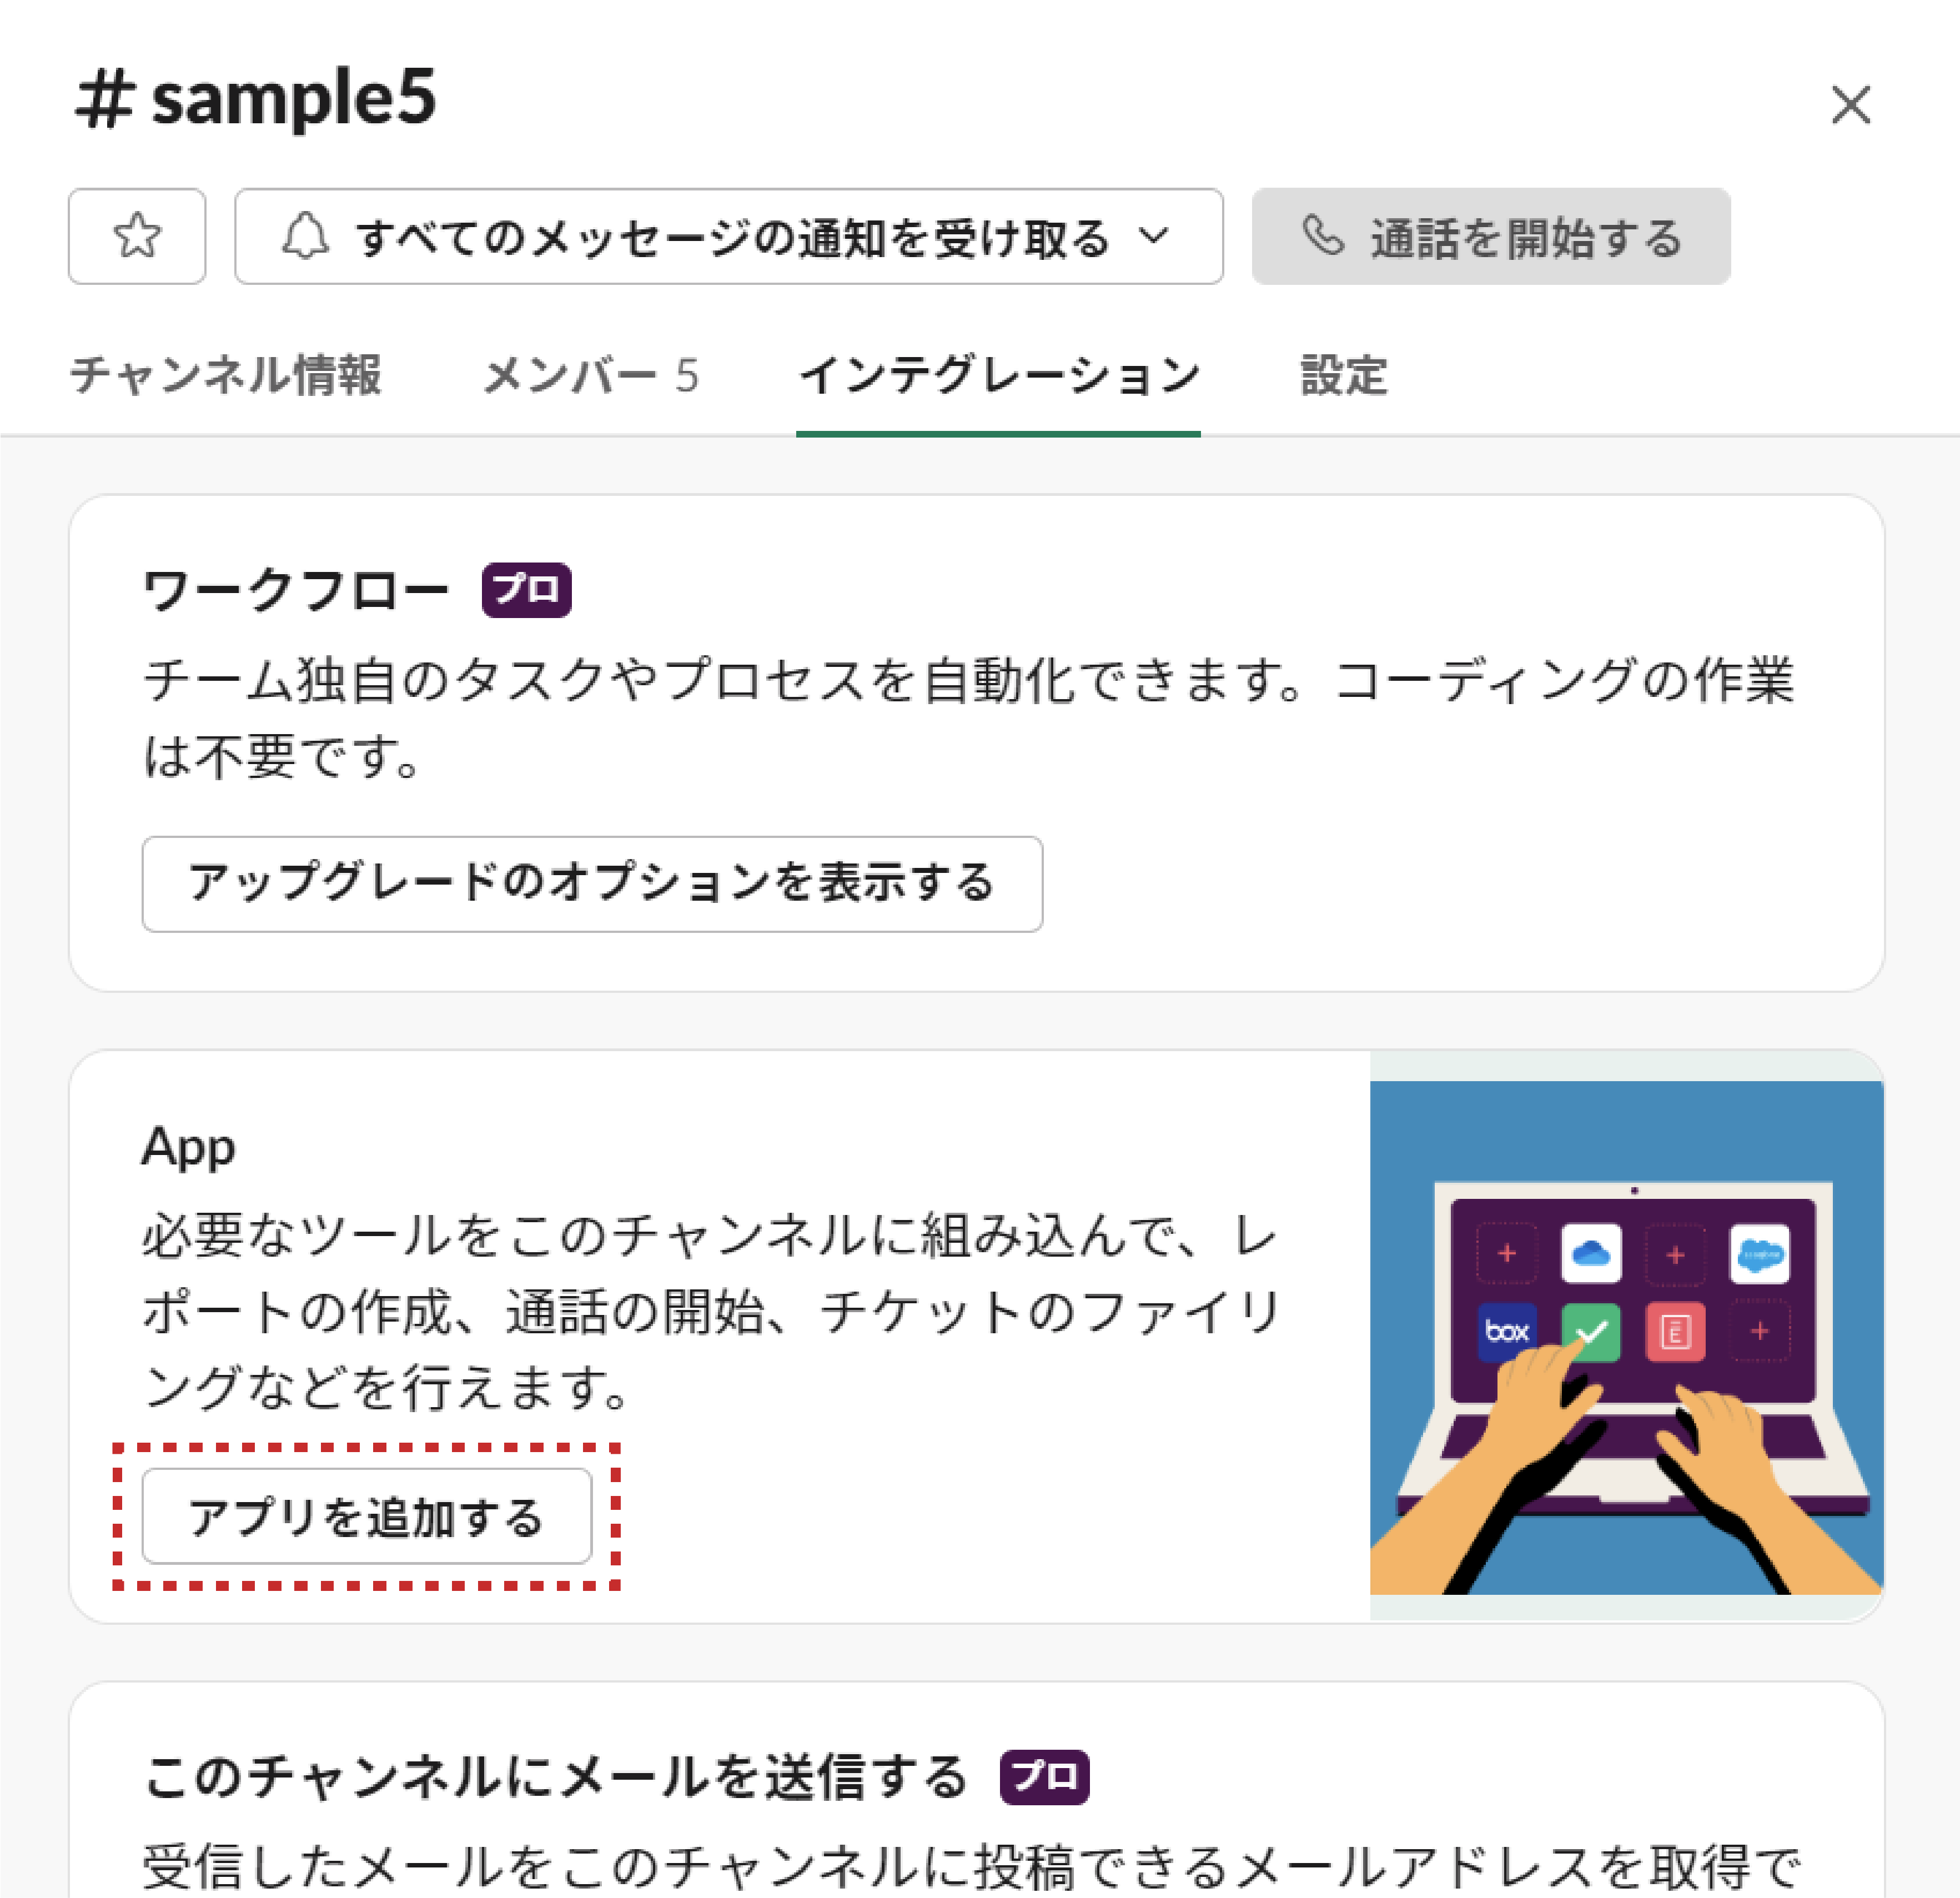 # sample5
すべてのメッセージの通知を受け取る
通話を開始する
チャンネル情報 メンバー 5 インテグレーション 設定
ワークフロー プロ
チーム独自のタスクやプロセスを自動化できます。コーディングの作業
は不要です。
アップグレードのオプションを表示する
App
必要なツールをこのチャンネルに組み込んで、レ
ポートの作成、通話の開始、チケットのファイリ
ングなどを行えます。
アプリを追加する
box
E
このチャンネルにメールを送信する プロ
受信したメールをこのチャンネルに投稿できるメールアドレスを取得で